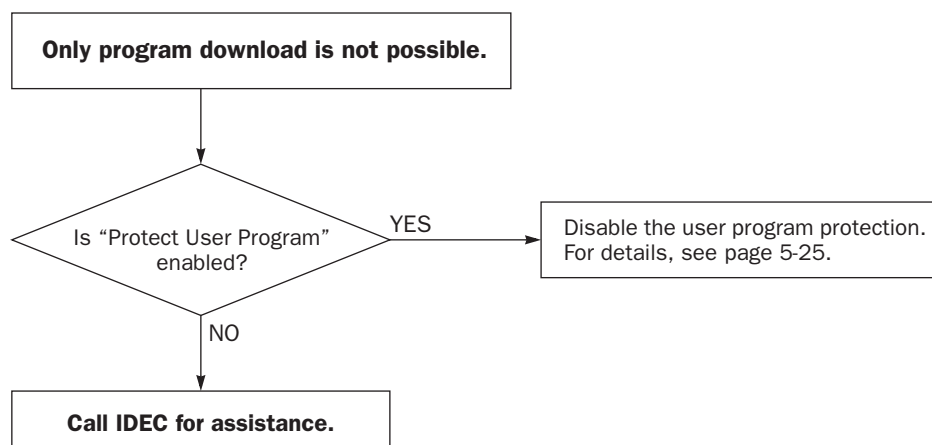 Only program download is not possible.
Is “Protect User Program”
enabled?
YES
Disable the user program protection.
For details, see page 5-25.
NO
Call IDEC for assistance.